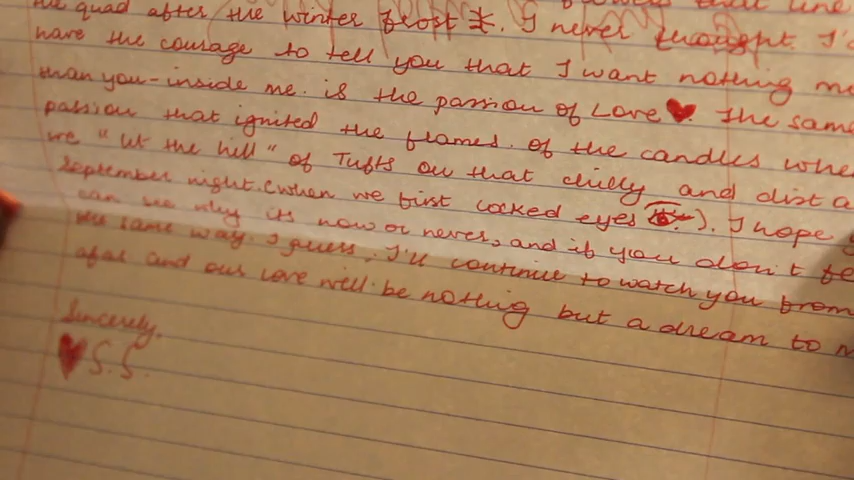 the quad after the winter frost. I never thought I'd
have the courage to tell you that I want nothing mo
than you-inside me. is the passion of Love♥. The same
passion that ignited the flames. of the candles when
we "lit the hill" of Tufts on that chilly and dista
September night. (when we first locked eyes). I hope y
can see why its now or never, and if you don't fe
the same way. I guess. I'll continue to watch you from
afar and our love will be nothing but a dream to m
Sincerely,
♥ S.S.